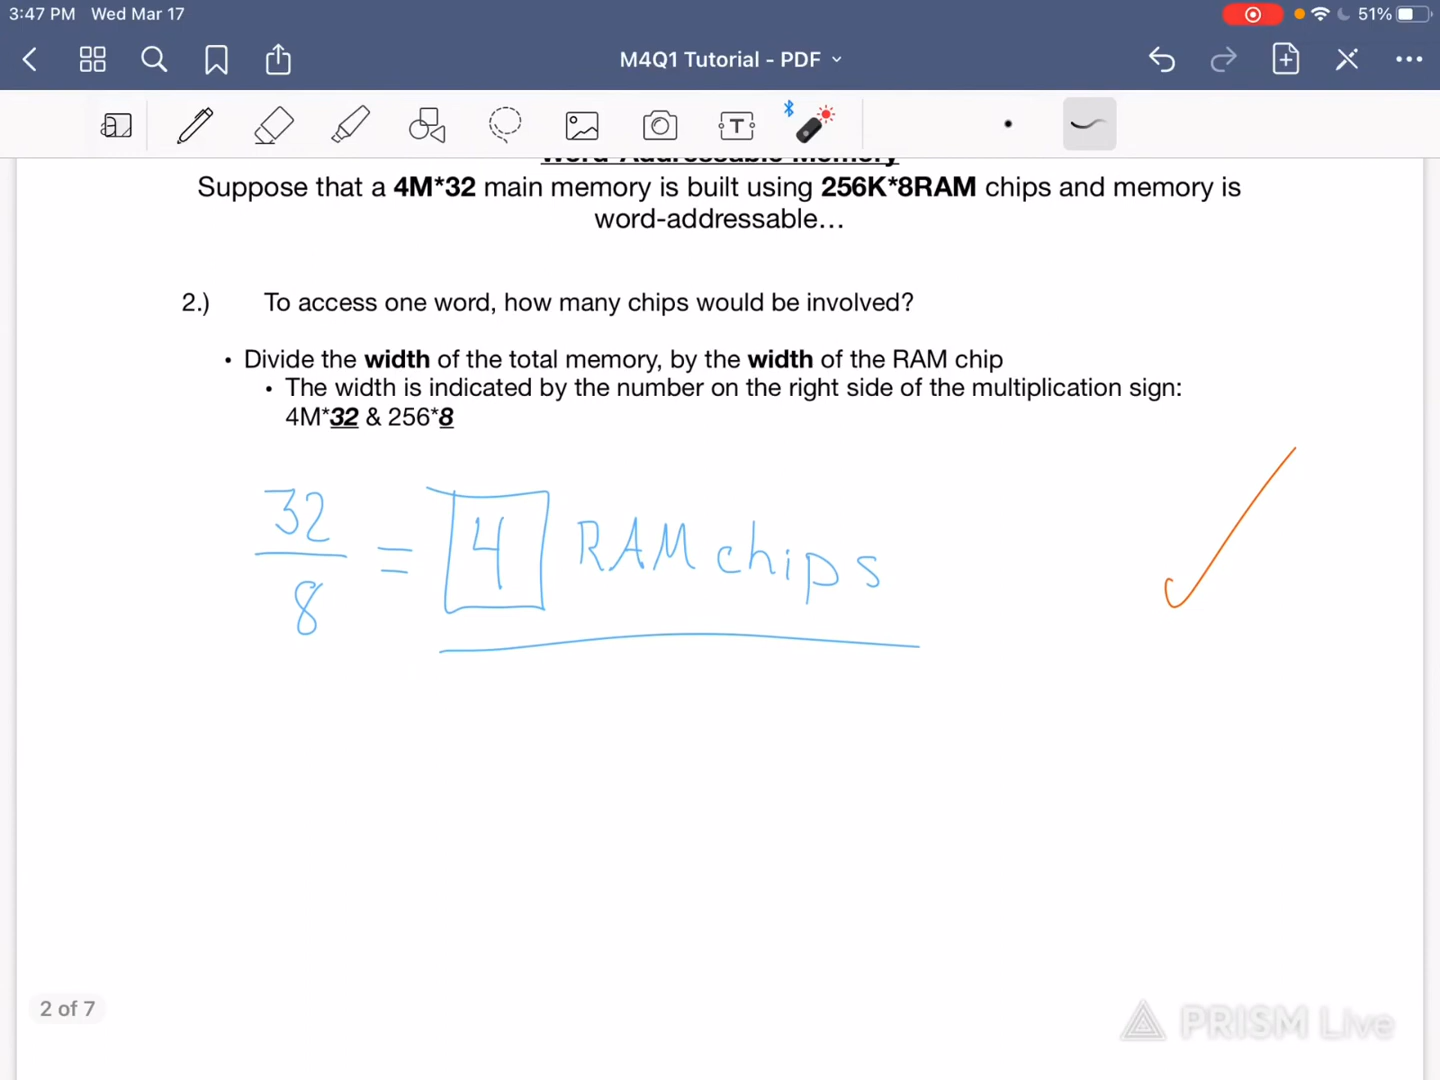 3:47 PM Wed Mar 17 51%
M4Q1 Tutorial - PDF
T
Word-Addressable Memory
Suppose that a 4M*32 main memory is built using 256K*8RAM chips and memory is
word-addressable...
2.) To access one word, how many chips would be involved?
• Divide the width of the total memory, by the width of the RAM chip
• The width is indicated by the number on the right side of the multiplication sign:
4M*32 & 256*8
32
8
= 4 RAM chips
2 of 7
PRISM Live